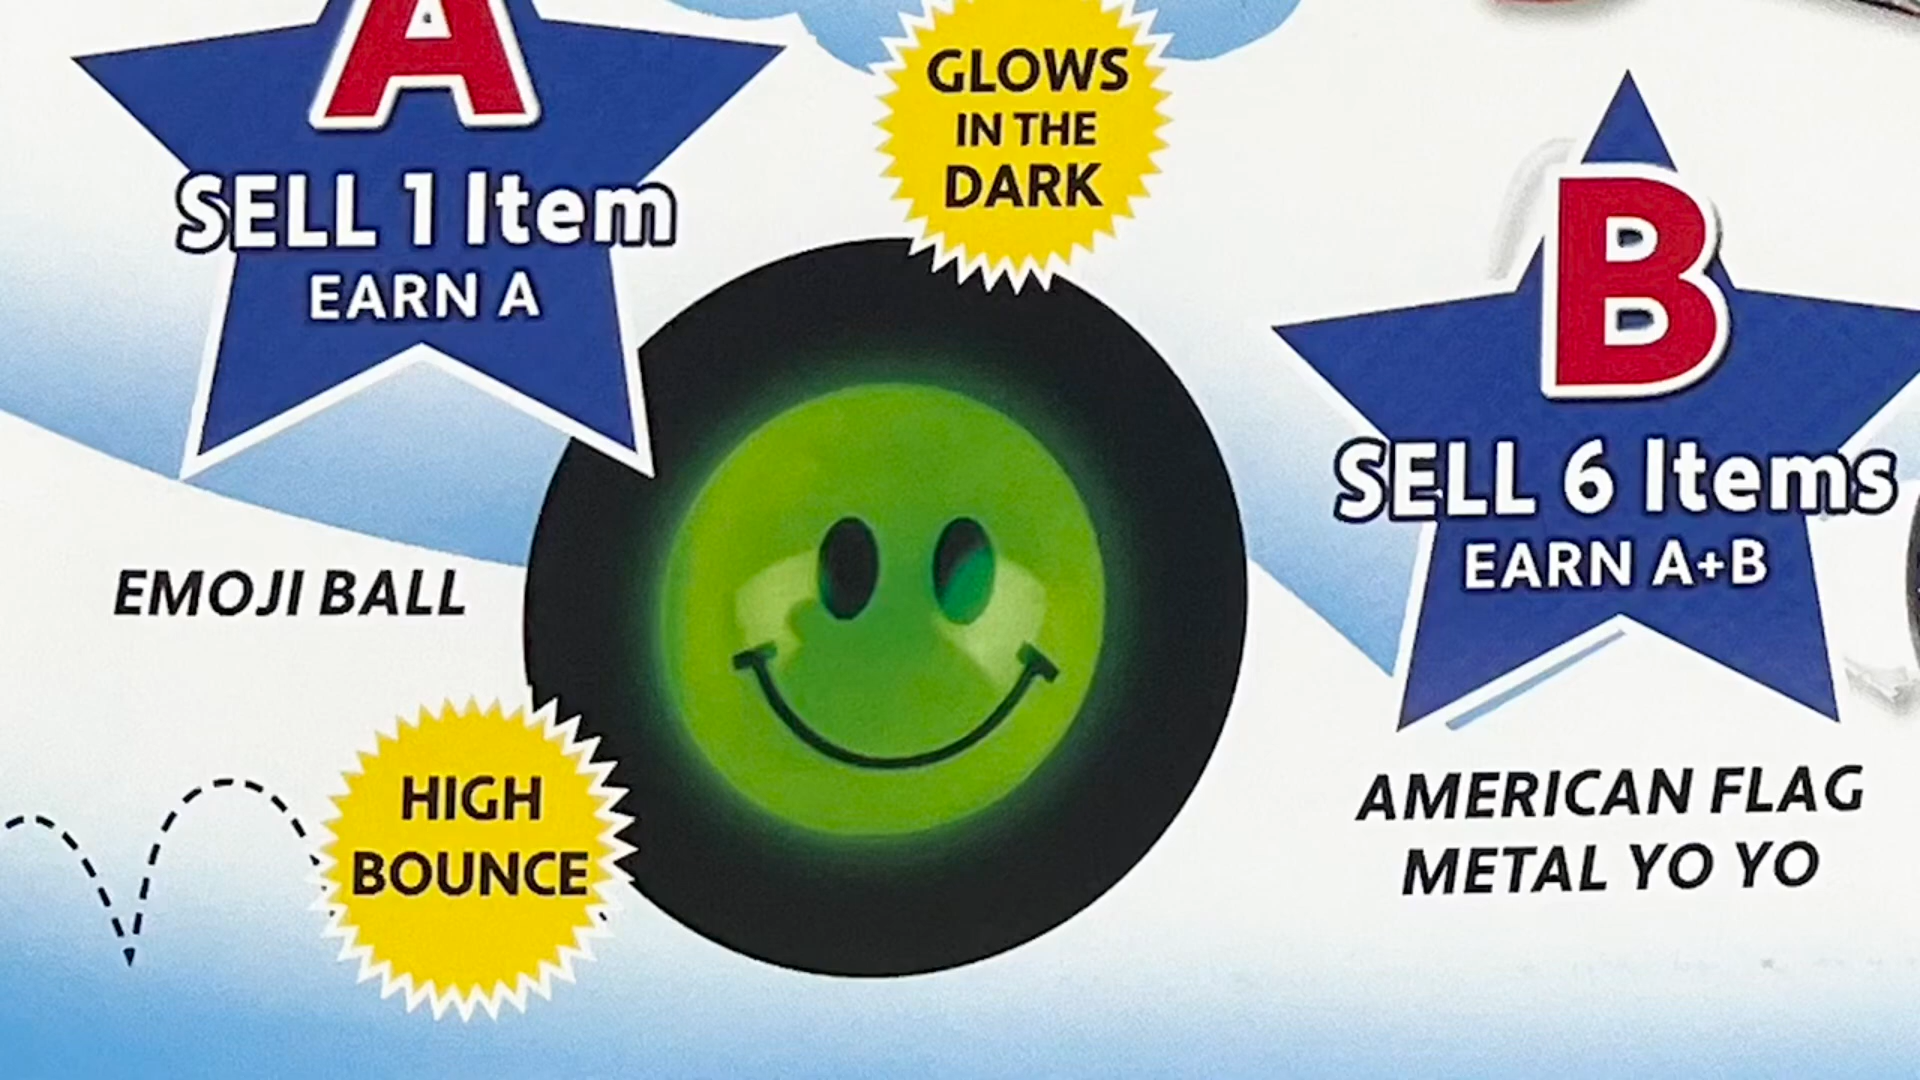 A
SELL 1 Item
EARN A
GLOWS
IN THE
DARK
B
SELL 6 Items
EARN A+B
EMOJI BALL
HIGH
BOUNCE
AMERICAN FLAG
METAL YO YO